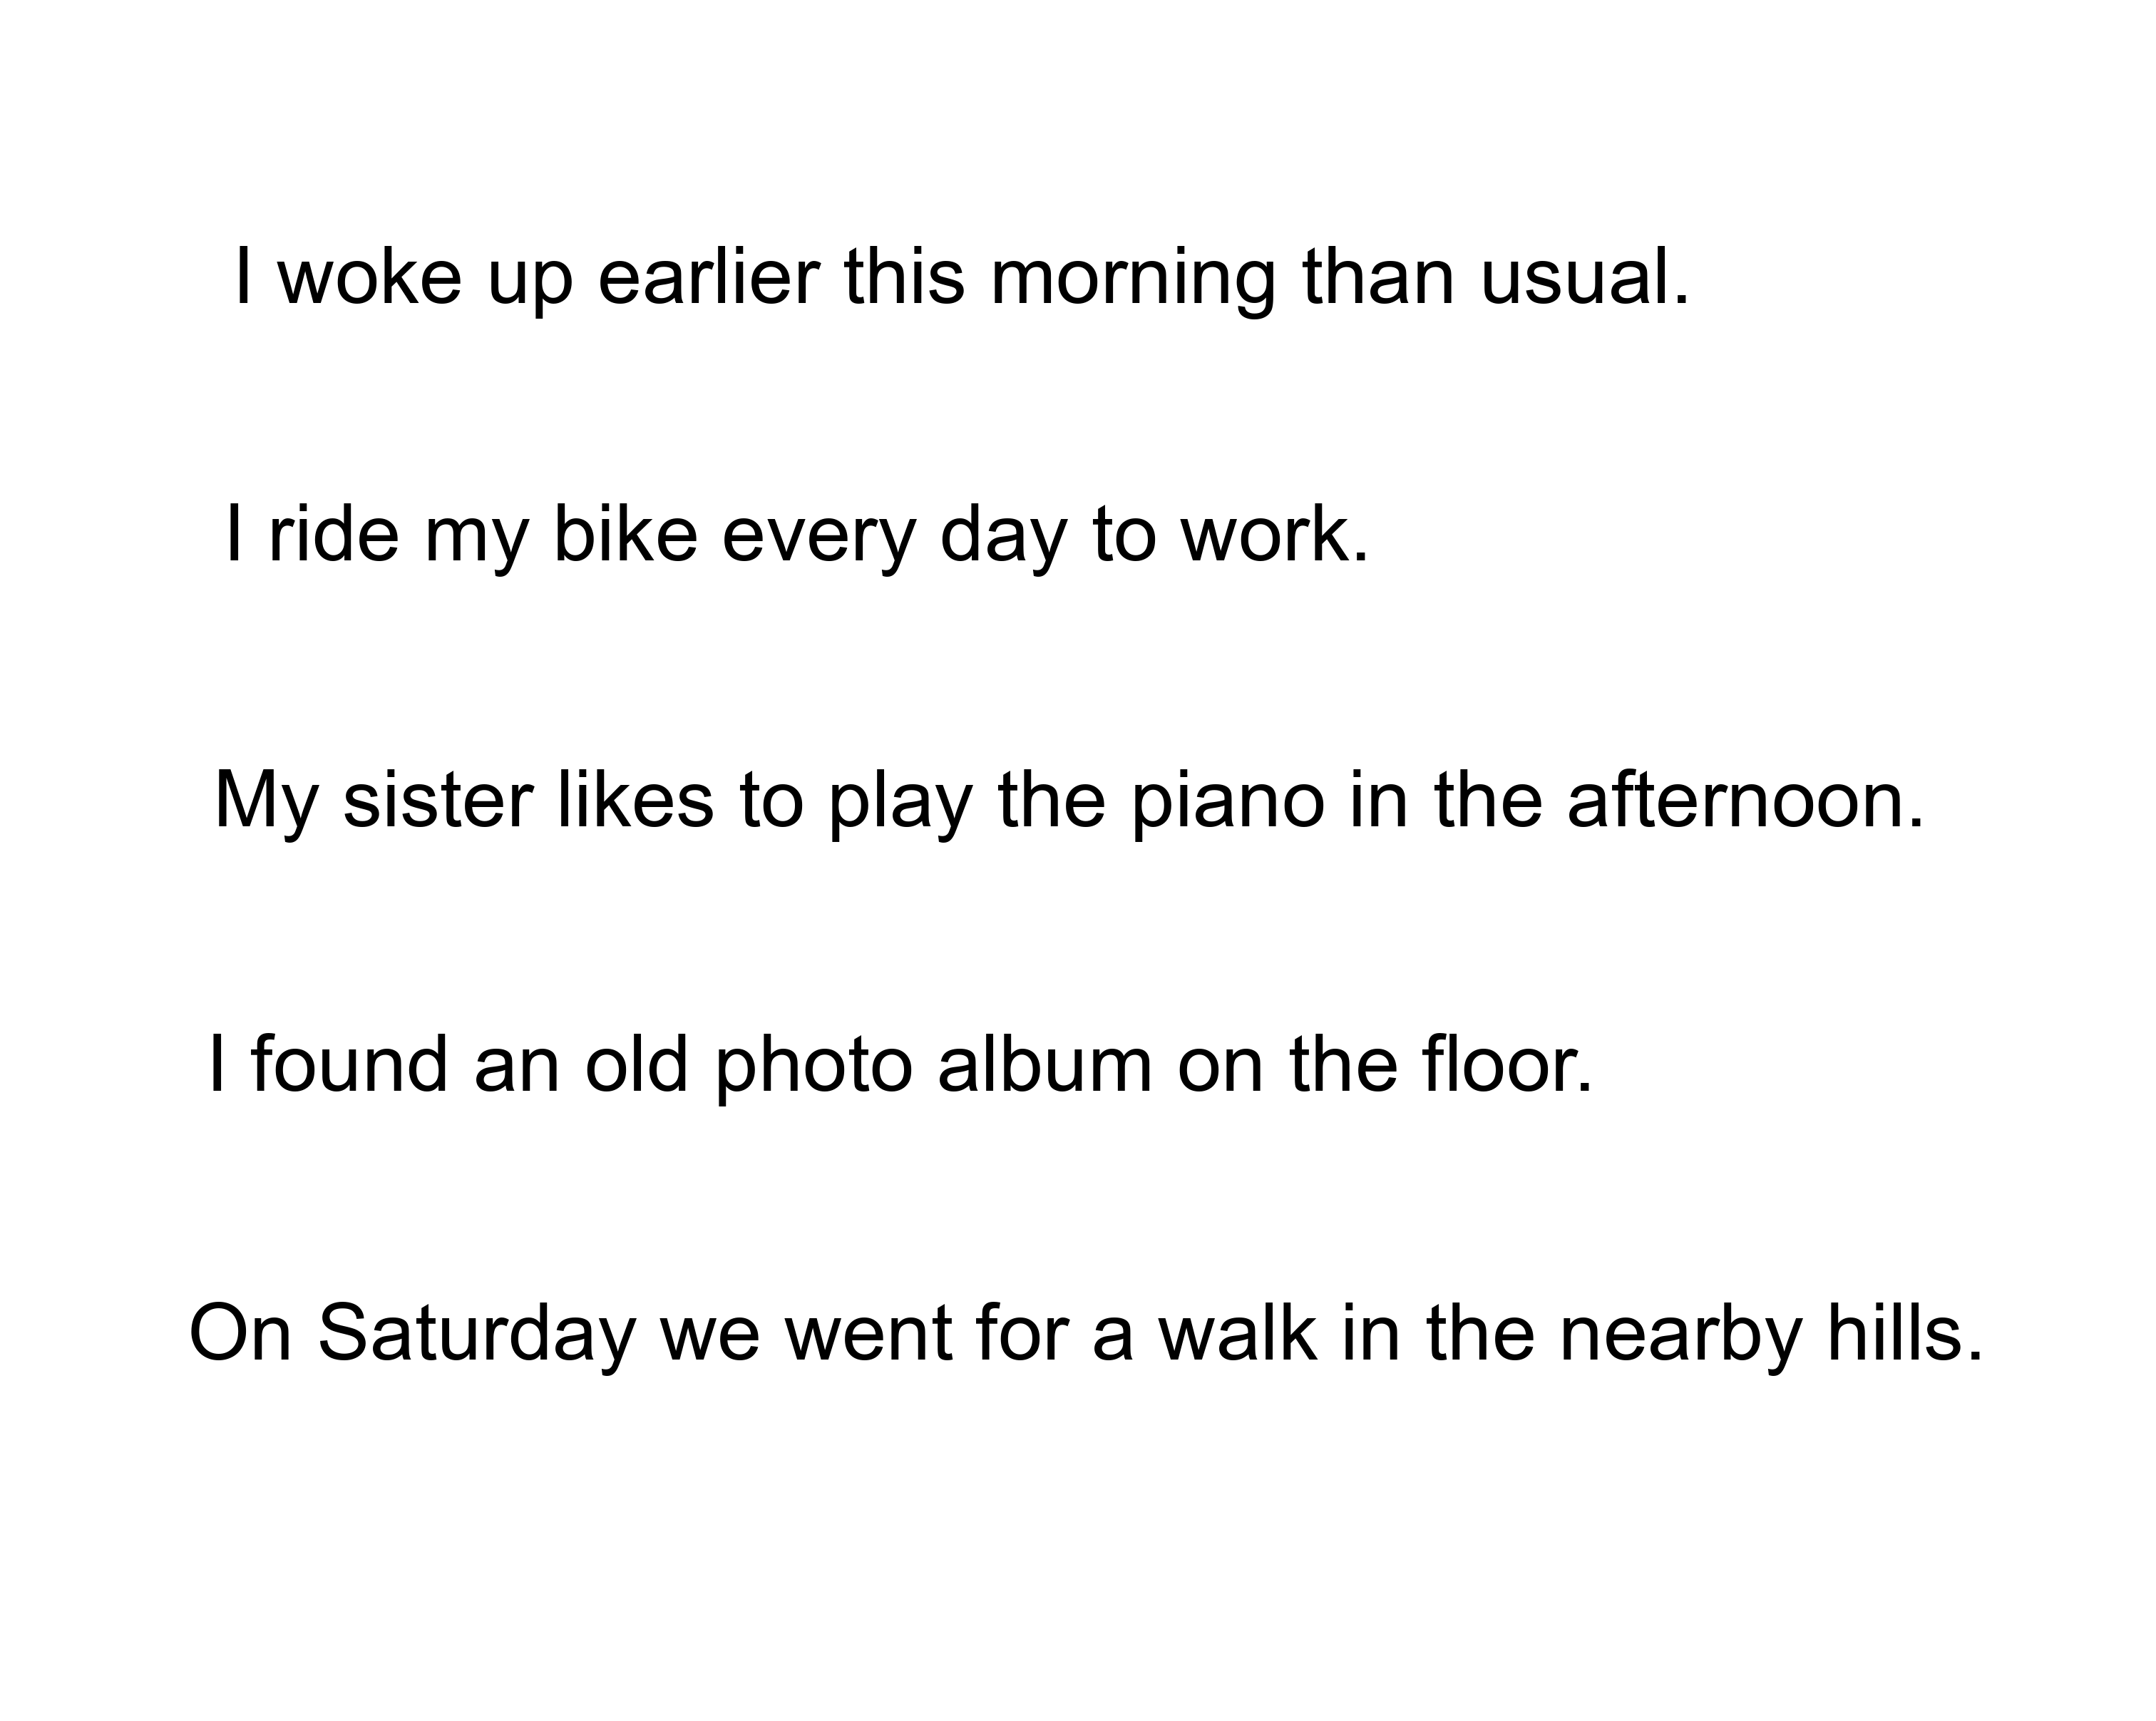 I woke up earlier this morning than usual.
I ride my bike every day to work.
My sister likes to play the piano in the afternoon.
I found an old photo album on the floor.
On Saturday we went for a walk in the nearby hills.